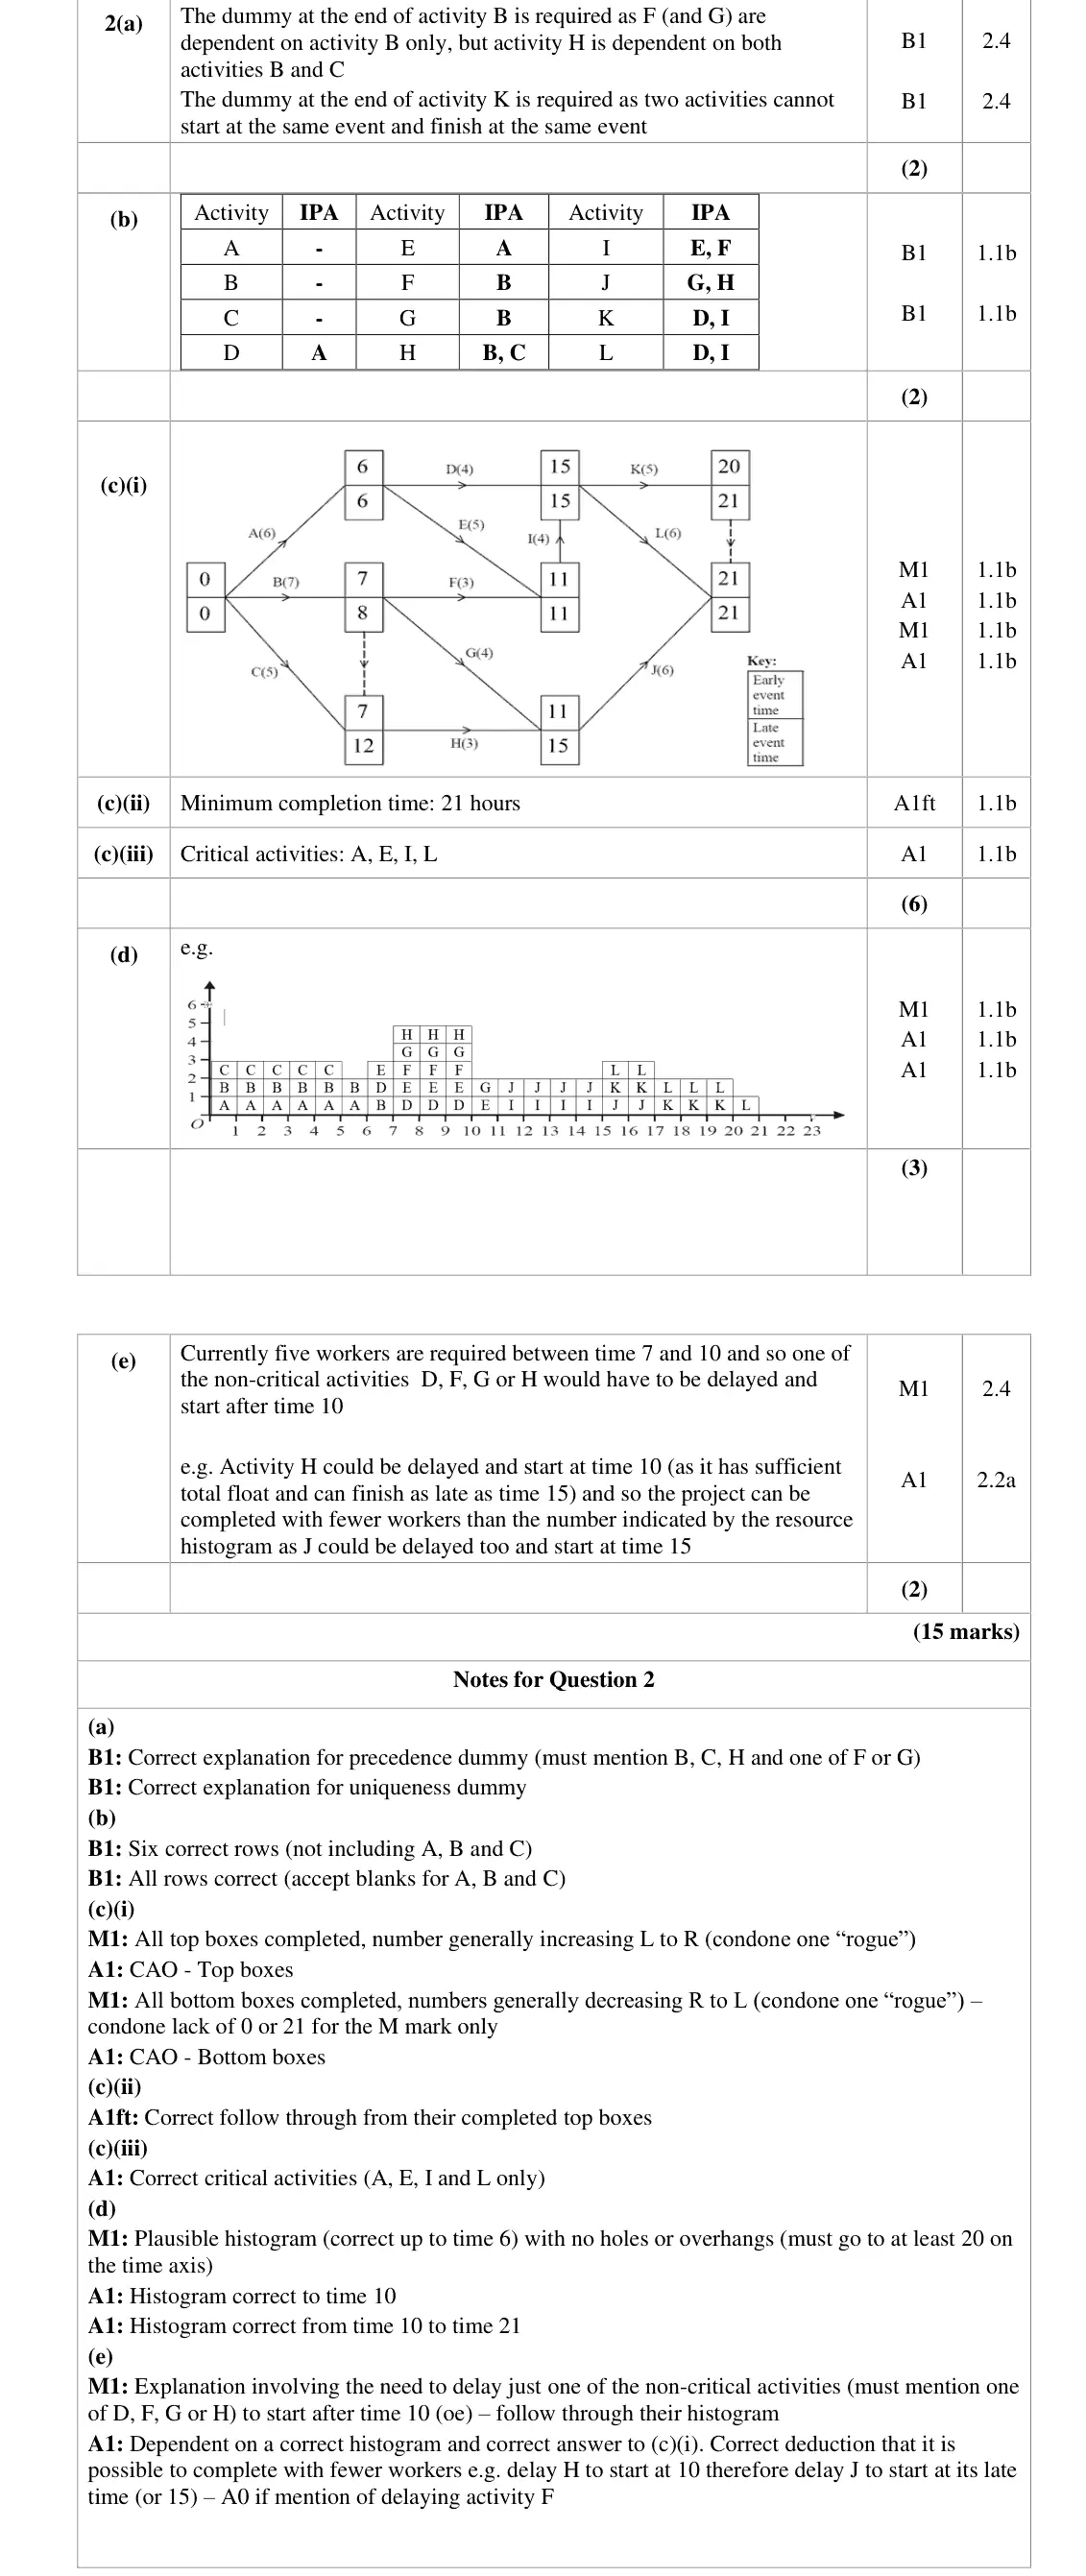 2(a)
The dummy at the end of activity B is required as F (and G) are
dependent on activity B only, but activity H is dependent on both
activities B and C
B1 2.4
The dummy at the end of activity K is required as two activities cannot
start at the same event and finish at the same event
B1 2.4
(2)
(b)
Activity IPA Activity IPA Activity IPA
A - E A I E, F
B - F B J G, H
C - G B K D, I
D A H B, C L D, I
B1 1.1b
B1 1.1b
(2)
(c)(i)
6 15 20
D(4) K(5)
6 15 21
A(6) E(5) I(4) L(6)
0 B(7) 7 F(3) 11 21
0 8 11 21
C(5) G(4) J(6)
7 11
12 H(3) 15
Key:
Early
event
time
Late
event
time
M1 1.1b
A1 1.1b
M1 1.1b
A1 1.1b
(c)(ii) Minimum completion time: 21 hours A1ft 1.1b
(c)(iii) Critical activities: A, E, I, L A1 1.1b
(6)
(d) e.g.
6
5 H H H
4 G G G
3 C C C C C E F F F L L
2 B B B B B B D E E E G J J J J K K L L L
1 A A A A A A B D D D E I I I I J J K K K L
O 1 2 3 4 5 6 7 8 9 10 11 12 13 14 15 16 17 18 19 20 21 22 23
M1 1.1b
A1 1.1b
A1 1.1b
(3)
(e)
Currently five workers are required between time 7 and 10 and so one of
the non-critical activities D, F, G or H would have to be delayed and
start after time 10
M1 2.4
e.g. Activity H could be delayed and start at time 10 (as it has sufficient
total float and can finish as late as time 15) and so the project can be
completed with fewer workers than the number indicated by the resource
histogram as J could be delayed too and start at time 15
A1 2.2a
(2)
(15 marks)
Notes for Question 2
(a)
B1: Correct explanation for precedence dummy (must mention B, C, H and one of F or G)
B1: Correct explanation for uniqueness dummy
(b)
B1: Six correct rows (not including A, B and C)
B1: All rows correct (accept blanks for A, B and C)
(c)(i)
M1: All top boxes completed, number generally increasing L to R (condone one “rogue”)
A1: CAO - Top boxes
M1: All bottom boxes completed, numbers generally decreasing R to L (condone one “rogue”) –
condone lack of 0 or 21 for the M mark only
A1: CAO - Bottom boxes
(c)(ii)
A1ft: Correct follow through from their completed top boxes
(c)(iii)
A1: Correct critical activities (A, E, I and L only)
(d)
M1: Plausible histogram (correct up to time 6) with no holes or overhangs (must go to at least 20 on
the time axis)
A1: Histogram correct to time 10
A1: Histogram correct from time 10 to time 21
(e)
M1: Explanation involving the need to delay just one of the non-critical activities (must mention one
of D, F, G or H) to start after time 10 (oe) – follow through their histogram
A1: Dependent on a correct histogram and correct answer to (c)(i). Correct deduction that it is
possible to complete with fewer workers e.g. delay H to start at 10 therefore delay J to start at its late
time (or 15) – A0 if mention of delaying activity F